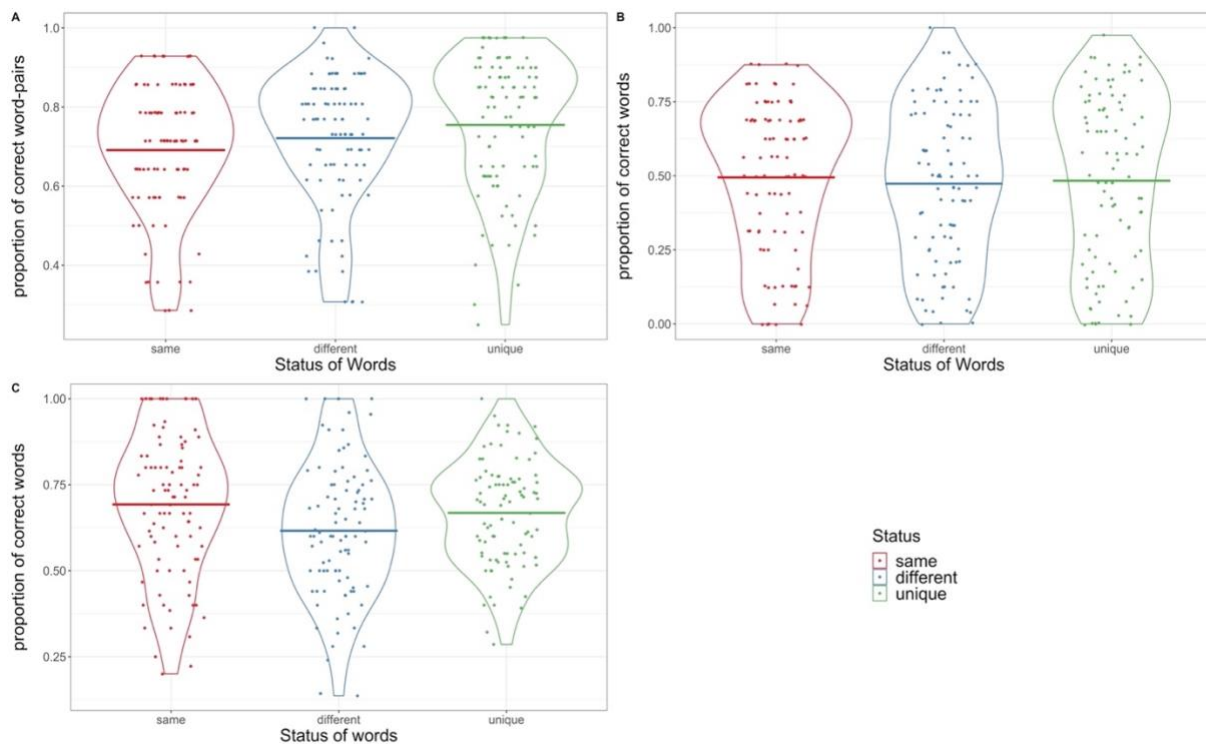 A
proportion of correct word-pairs
1.0
0.8
0.6
0.4
same different unique
Status of Words
B
proportion of correct words
1.00
0.75
0.50
0.25
0.00
same different unique
Status of Words
C
proportion of correct words
1.00
0.75
0.50
0.25
same different unique
Status of words
Status
same
different
unique